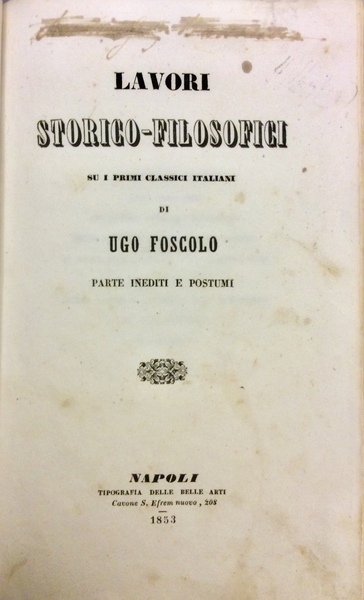 LAVORI
STORICO-FILOSOFICI
SU I PRIMI CLASSICI ITALIANI
DI
UGO FOSCOLO
PARTE INEDITI E POSTUMI
NAPOLI
TIPOGRAFIA DELLE BELLE ARTI
Cavone S. Efrem nuovo, 208
1853